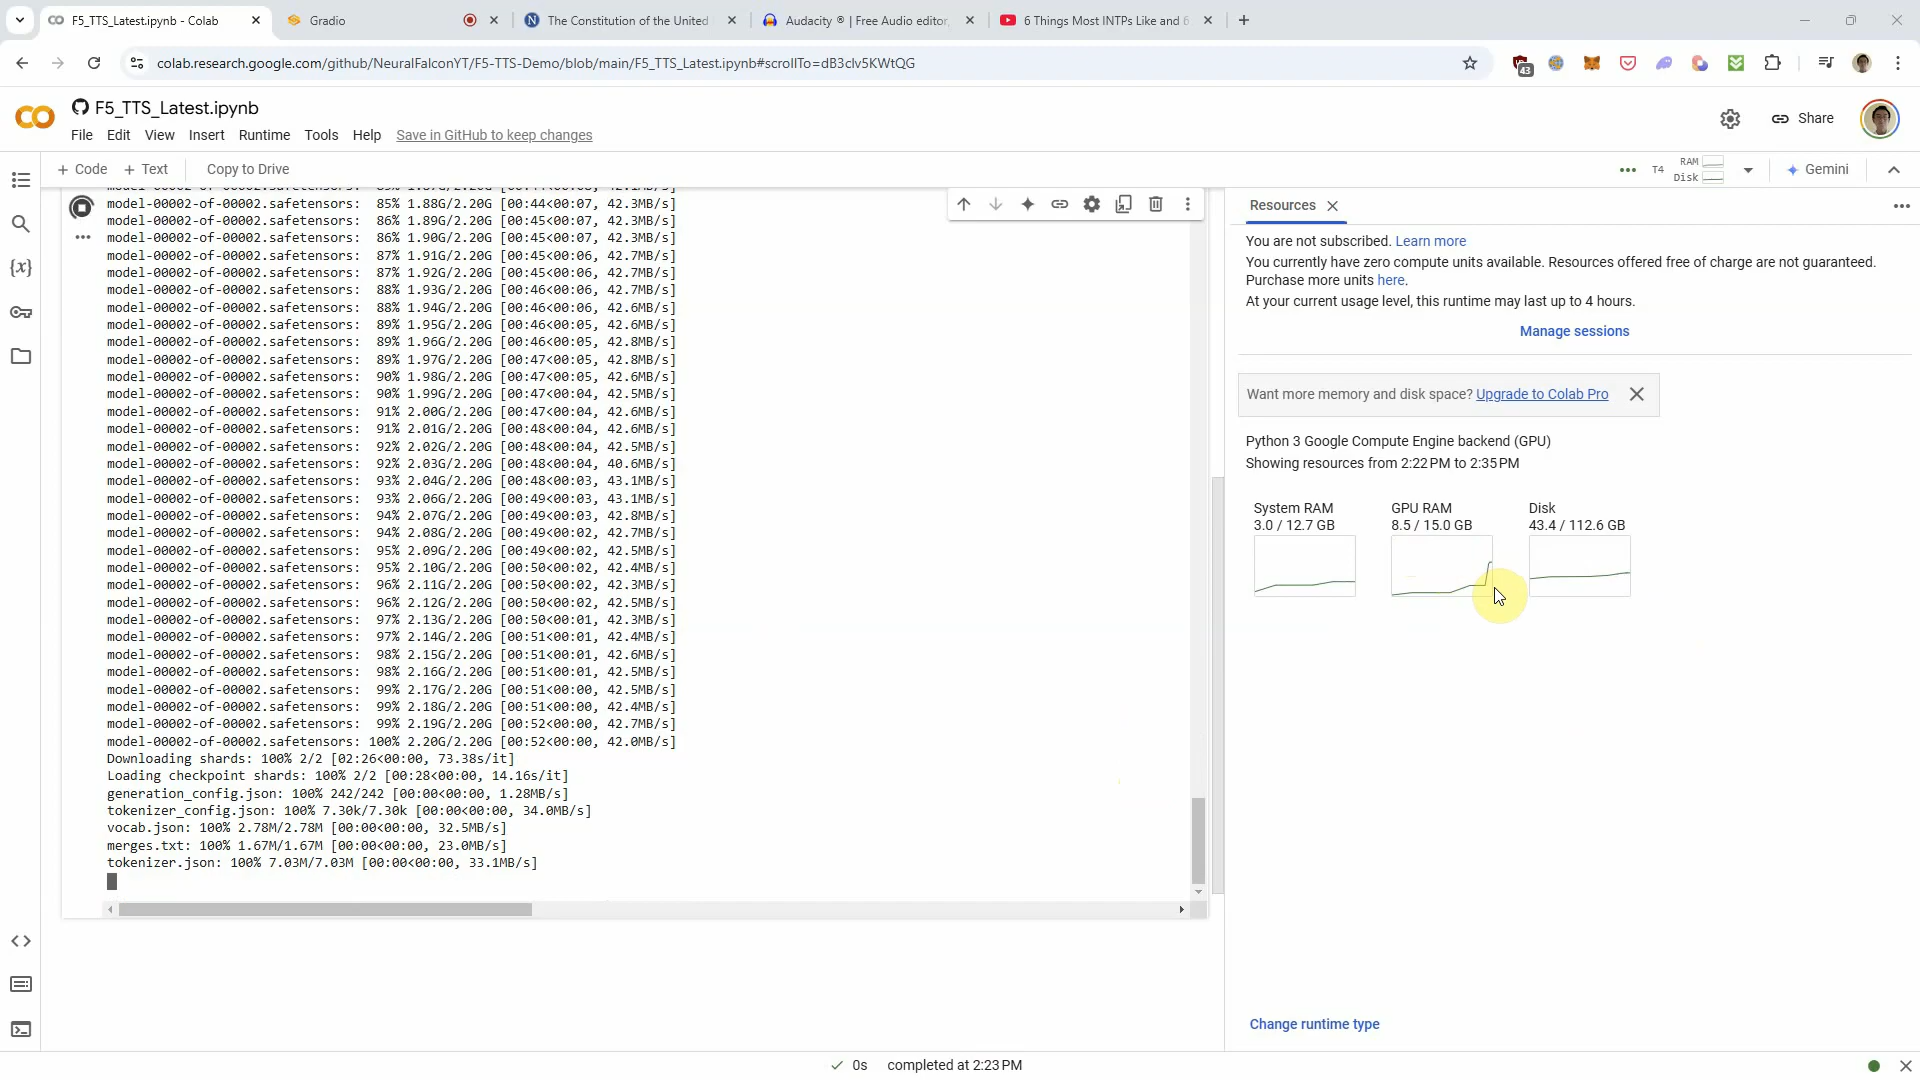 F5_TTS_Latest.ipynb - Colab
Gradio
The Constitution of the United
Audacity ® | Free Audio editor,
6 Things Most INTPs Like and 6
colab.research.google.com/github/NeuralFalconYT/F5-TTS-Demo/blob/main/F5_TTS_Latest.ipynb#scrollTo=dB3clv5KWtQG
43
F5_TTS_Latest.ipynb
Share
File Edit View Insert Runtime Tools Help Save in GitHub to keep changes
+ Code + Text Copy to Drive
T4 RAM
Disk
Gemini
model-00002-of-00002.safetensors: 85% 1.88G/2.20G [00:44<00:07, 42.3MB/s]
model-00002-of-00002.safetensors: 86% 1.89G/2.20G [00:45<00:07, 42.3MB/s]
model-00002-of-00002.safetensors: 86% 1.90G/2.20G [00:45<00:07, 42.3MB/s]
model-00002-of-00002.safetensors: 87% 1.91G/2.20G [00:45<00:06, 42.7MB/s]
model-00002-of-00002.safetensors: 87% 1.92G/2.20G [00:45<00:06, 42.7MB/s]
model-00002-of-00002.safetensors: 88% 1.93G/2.20G [00:46<00:06, 42.7MB/s]
model-00002-of-00002.safetensors: 88% 1.94G/2.20G [00:46<00:06, 42.6MB/s]
model-00002-of-00002.safetensors: 89% 1.95G/2.20G [00:46<00:05, 42.6MB/s]
model-00002-of-00002.safetensors: 89% 1.96G/2.20G [00:46<00:05, 42.8MB/s]
model-00002-of-00002.safetensors: 89% 1.97G/2.20G [00:47<00:05, 42.8MB/s]
model-00002-of-00002.safetensors: 90% 1.98G/2.20G [00:47<00:05, 42.6MB/s]
model-00002-of-00002.safetensors: 90% 1.99G/2.20G [00:47<00:04, 42.5MB/s]
model-00002-of-00002.safetensors: 91% 2.00G/2.20G [00:47<00:04, 42.6MB/s]
model-00002-of-00002.safetensors: 91% 2.01G/2.20G [00:48<00:04, 42.6MB/s]
model-00002-of-00002.safetensors: 92% 2.02G/2.20G [00:48<00:04, 42.5MB/s]
model-00002-of-00002.safetensors: 92% 2.03G/2.20G [00:48<00:04, 40.6MB/s]
model-00002-of-00002.safetensors: 93% 2.04G/2.20G [00:48<00:03, 43.1MB/s]
model-00002-of-00002.safetensors: 93% 2.06G/2.20G [00:49<00:03, 43.1MB/s]
model-00002-of-00002.safetensors: 94% 2.07G/2.20G [00:49<00:03, 42.8MB/s]
model-00002-of-00002.safetensors: 94% 2.08G/2.20G [00:49<00:02, 42.7MB/s]
model-00002-of-00002.safetensors: 95% 2.09G/2.20G [00:49<00:02, 42.5MB/s]
model-00002-of-00002.safetensors: 95% 2.10G/2.20G [00:50<00:02, 42.4MB/s]
model-00002-of-00002.safetensors: 96% 2.11G/2.20G [00:50<00:02, 42.3MB/s]
model-00002-of-00002.safetensors: 96% 2.12G/2.20G [00:50<00:02, 42.5MB/s]
model-00002-of-00002.safetensors: 97% 2.13G/2.20G [00:50<00:01, 42.3MB/s]
model-00002-of-00002.safetensors: 97% 2.14G/2.20G [00:51<00:01, 42.4MB/s]
model-00002-of-00002.safetensors: 98% 2.15G/2.20G [00:51<00:01, 42.6MB/s]
model-00002-of-00002.safetensors: 98% 2.16G/2.20G [00:51<00:01, 42.5MB/s]
model-00002-of-00002.safetensors: 99% 2.17G/2.20G [00:51<00:00, 42.5MB/s]
model-00002-of-00002.safetensors: 99% 2.18G/2.20G [00:51<00:00, 42.4MB/s]
model-00002-of-00002.safetensors: 99% 2.19G/2.20G [00:52<00:00, 42.7MB/s]
model-00002-of-00002.safetensors: 100% 2.20G/2.20G [00:52<00:00, 42.0MB/s]
Downloading shards: 100% 2/2 [02:26<00:00, 73.38s/it]
Loading checkpoint shards: 100% 2/2 [00:28<00:00, 14.16s/it]
generation_config.json: 100% 242/242 [00:00<00:00, 1.28MB/s]
tokenizer_config.json: 100% 7.30k/7.30k [00:00<00:00, 34.0MB/s]
vocab.json: 100% 2.78M/2.78M [00:00<00:00, 32.5MB/s]
merges.txt: 100% 1.67M/1.67M [00:00<00:00, 23.0MB/s]
tokenizer.json: 100% 7.03M/7.03M [00:00<00:00, 33.1MB/s]
Resources
You are not subscribed. Learn more
You currently have zero compute units available. Resources offered free of charge are not guaranteed.
Purchase more units here.
At your current usage level, this runtime may last up to 4 hours.
Manage sessions
Want more memory and disk space? Upgrade to Colab Pro
Python 3 Google Compute Engine backend (GPU)
Showing resources from 2:22 PM to 2:35 PM
System RAM
3.0 / 12.7 GB
GPU RAM
8.5 / 15.0 GB
Disk
43.4 / 112.6 GB
Change runtime type
0s completed at 2:23 PM